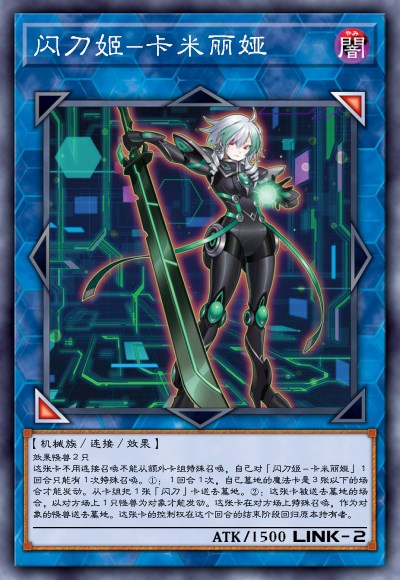 闪刀姬-卡米丽娅
やみ
闇
【机械族／连接／效果】
效果怪兽2只
这张卡不用连接召唤不能从额外卡组特殊召唤，自己对「闪刀姬-卡米丽娅」1
回合只能有1次特殊召唤。①：1回合1次，自己墓地的魔法卡是3张以下的场
合才能发动。从卡组把1张「闪刀」卡送去墓地。②：这张卡被送去墓地的场
合，以对方场上1只怪兽为对象才能发动。这张卡在对方场上特殊召唤，作为对
象的怪兽送去墓地。这张卡的控制权在这个回合的结束阶段回归原本持有者。
ATK/1500 LINK-2